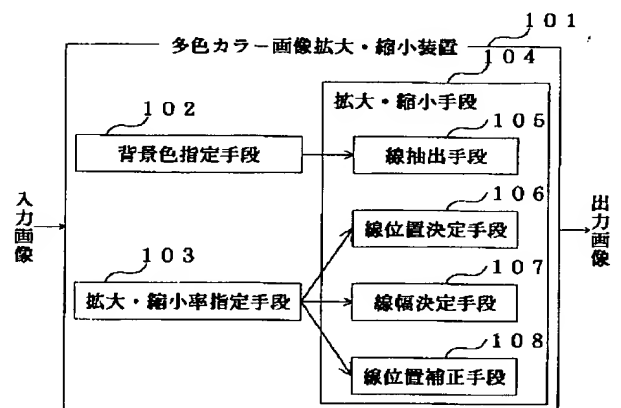 101
多色カラー画像拡大・縮小装置
104
拡大・縮小手段
102
背景色指定手段
105
線抽出手段
入力画像
106
線位置決定手段
出力画像
103
拡大・縮小率指定手段
107
線幅決定手段
108
線位置補正手段